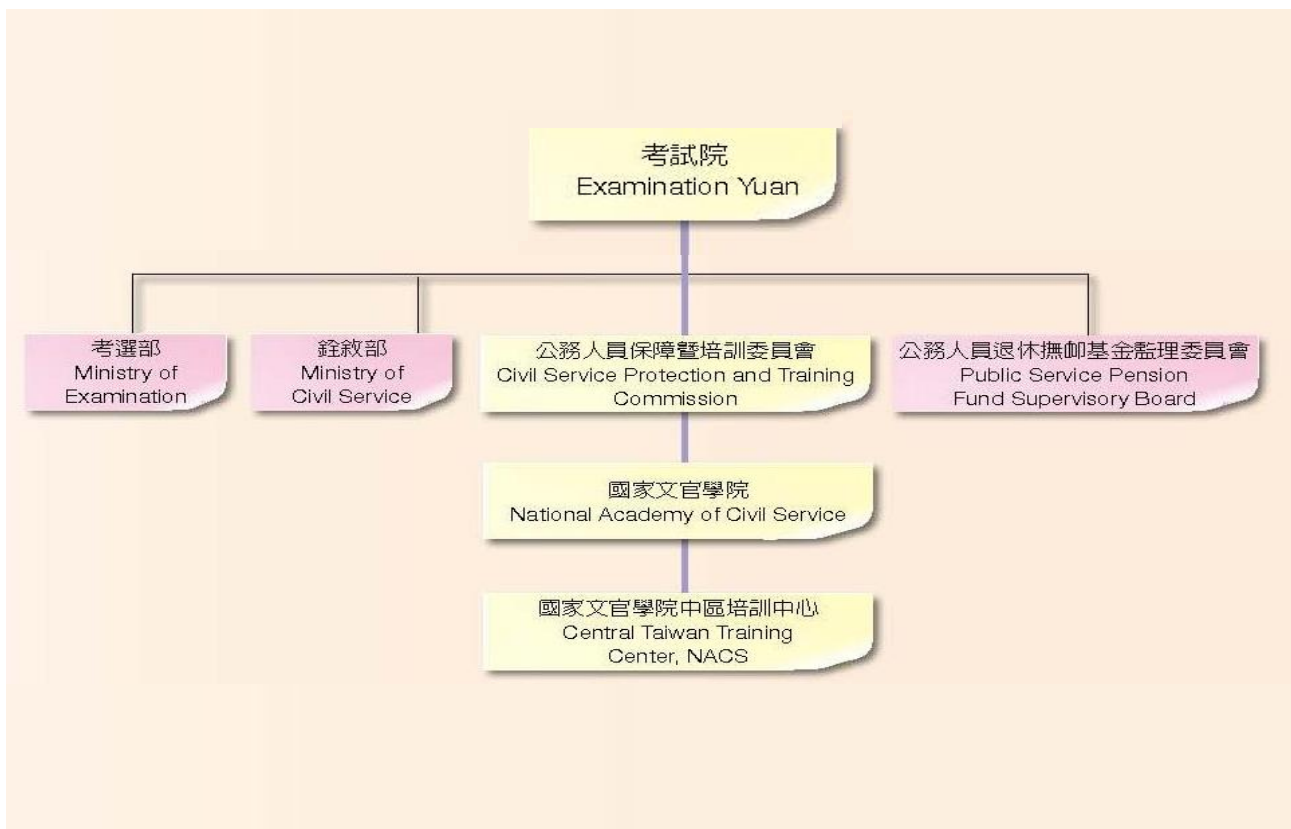 考試院
Examination Yuan
考選部
Ministry of
Examination
銓敘部
Ministry of
Civil Service
公務人員保障暨培訓委員會
Civil Service Protection and Training
Commission
公務人員退休撫卹基金監理委員會
Public Service Pension
Fund Supervisory Board
國家文官學院
National Academy of Civil Service
國家文官學院中區培訓中心
Central Taiwan Training
Center, NACS